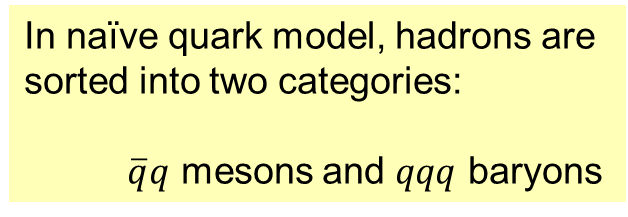 In naïve quark model, hadrons are
sorted into two categories:
q̄q mesons and qqq baryons